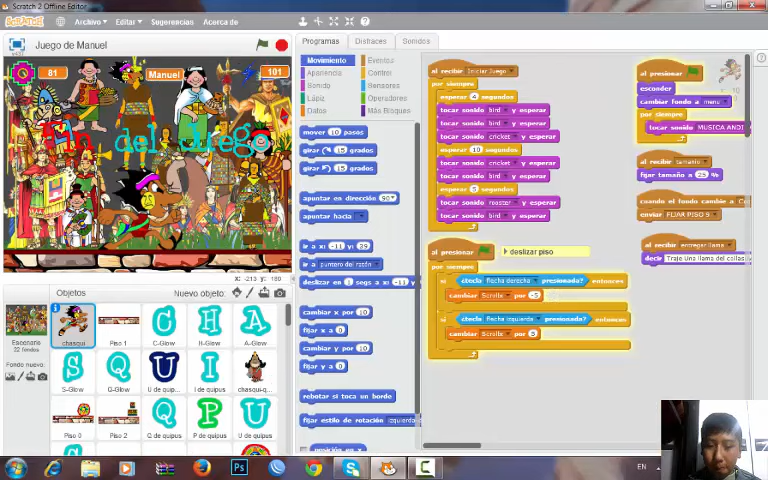 Scratch 2 Offline Editor
SCRATCH
Archivo
Editar
Sugerencias
Acerca de
Juego de Manuel
81
Manuel
101
Fin del Juego
x: -215 y: 180
Objetos
Nuevo objeto:
Escenario
22 fondos
Fondo nuevo:
chasqui
Piso 1
C-Glow
H-Glow
A-Glow
S-Glow
Q-Glow
U de quip...
I de quipus
chasqui-q...
Piso 0
Piso 2
Q de quipus
P de quipus
U de quipus
Programas
Disfraces
Sonidos
Movimiento
Eventos
Apariencia
Control
Sonido
Sensores
Lápiz
Operadores
Datos
Más Bloques
mover 10 pasos
girar 15 grados
girar 15 grados
apuntar en dirección 90
apuntar hacia
ir a x: -11 y: 39
ir a puntero del ratón
deslizar en 1 segs a x: -11 y
cambiar x por 10
fijar x a 0
cambiar y por 10
fijar y a 0
rebotar si toca un borde
fijar estilo de rotación izquierda
posición en x
al recibir Iniciar Juego
por siempre
esperar 4 segundos
tocar sonido bird y esperar
tocar sonido bird y esperar
tocar sonido cricket y esperar
esperar 10 segundos
tocar sonido cricket y esperar
tocar sonido bird y esperar
esperar 5 segundos
tocar sonido rooster y esperar
tocar sonido bird y esperar
al presionar
deslizar piso
por siempre
si ¿tecla flecha derecha presionada? entonces
cambiar Scrollx por -5
si ¿tecla flecha izquierda presionada? entonces
cambiar Scrollx por 5
al presionar
esconder
cambiar fondo a menu
por siempre
tocar sonido MUSICA ANDI
al recibir tamaño
fijar tamaño a 25 %
cuando el fondo cambie a
enviar FIJAR PISO S
al recibir entregar llama
decir Traje Una llama del collas
EN